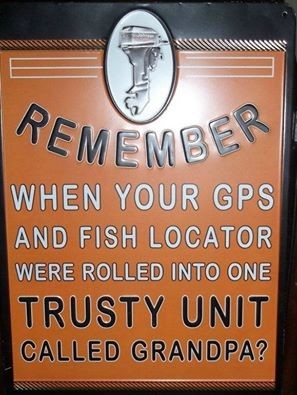 REMEMBER
WHEN YOUR GPS
AND FISH LOCATOR
WERE ROLLED INTO ONE
TRUSTY UNIT
CALLED GRANDPA?